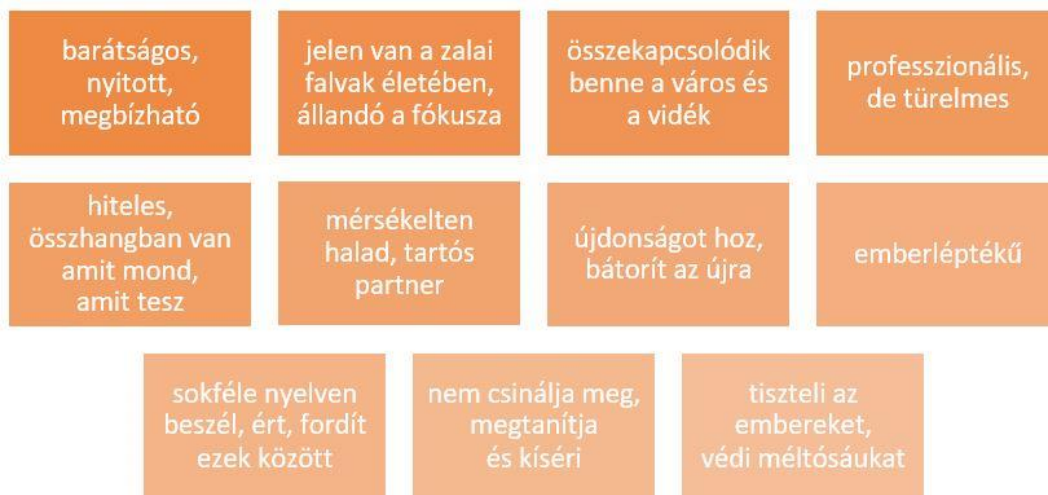 barátságos,
nyitott,
megbízható
jelen van a zalai
falvak életében,
állandó a fókusza
összekapcsolódik
benne a város és
a vidék
professzionális,
de türelmes
hiteles,
összhangban van
amit mond,
amit tesz
mérsékelten
halad, tartós
partner
újdonságot hoz,
bátorít az újra
emberléptékű
sokféle nyelven
beszél, ért, fordít
ezek között
nem csinálja meg,
megtanítja
és kíséri
tiszteli az
embereket,
védi méltósáukat